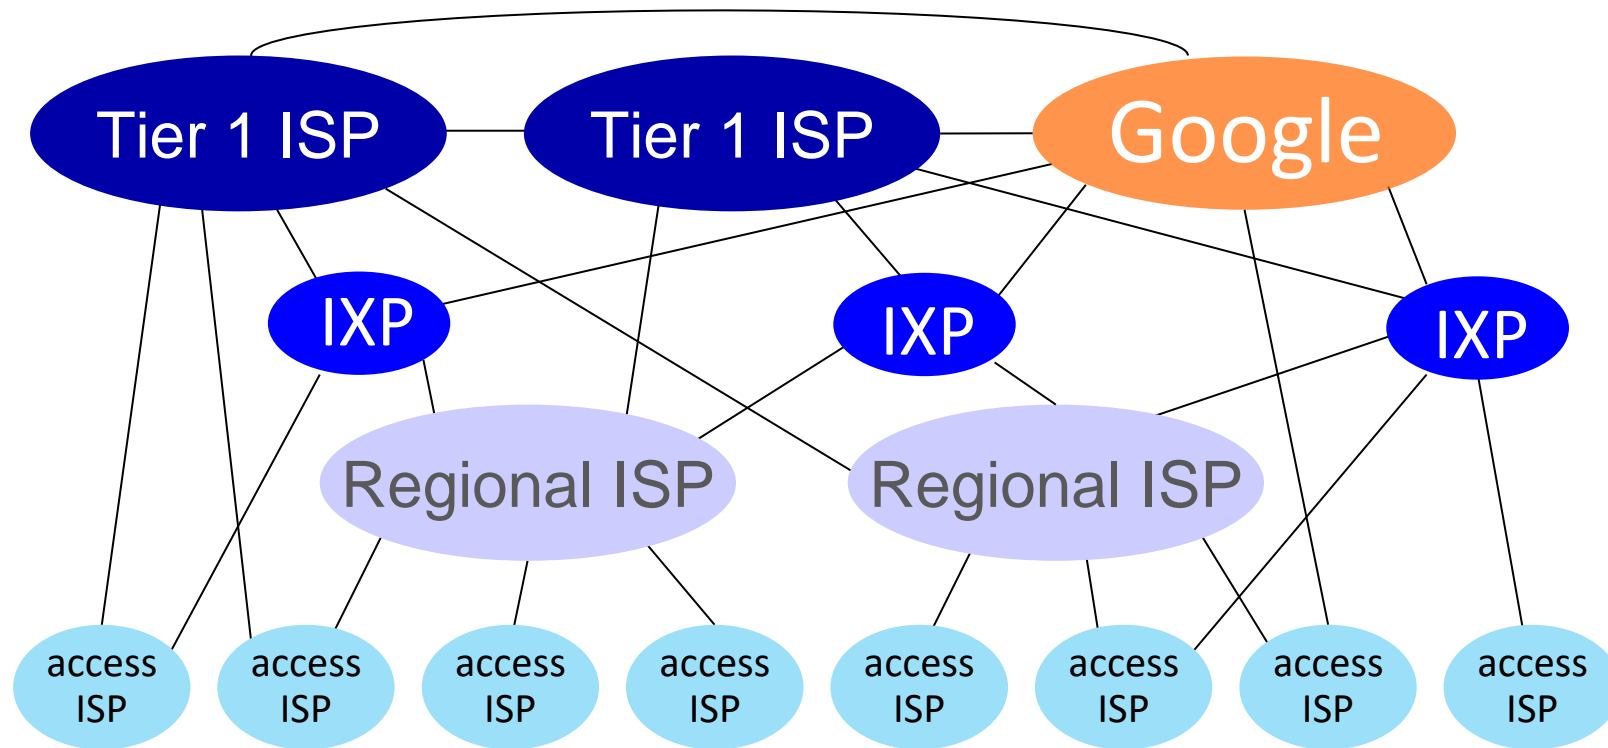 Tier 1 ISP
Tier 1 ISP
Google
IXP
IXP
IXP
Regional ISP
Regional ISP
access
ISP
access
ISP
access
ISP
access
ISP
access
ISP
access
ISP
access
ISP
access
ISP